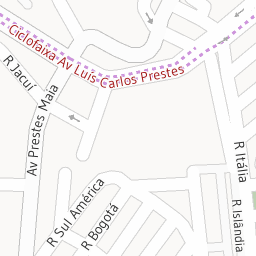 Ciclofaixa Av Luís Carlos Prestes
R Jacuí
Av Prestes Maia
R Itália
R Sul América
R Bogotá
R Islândia